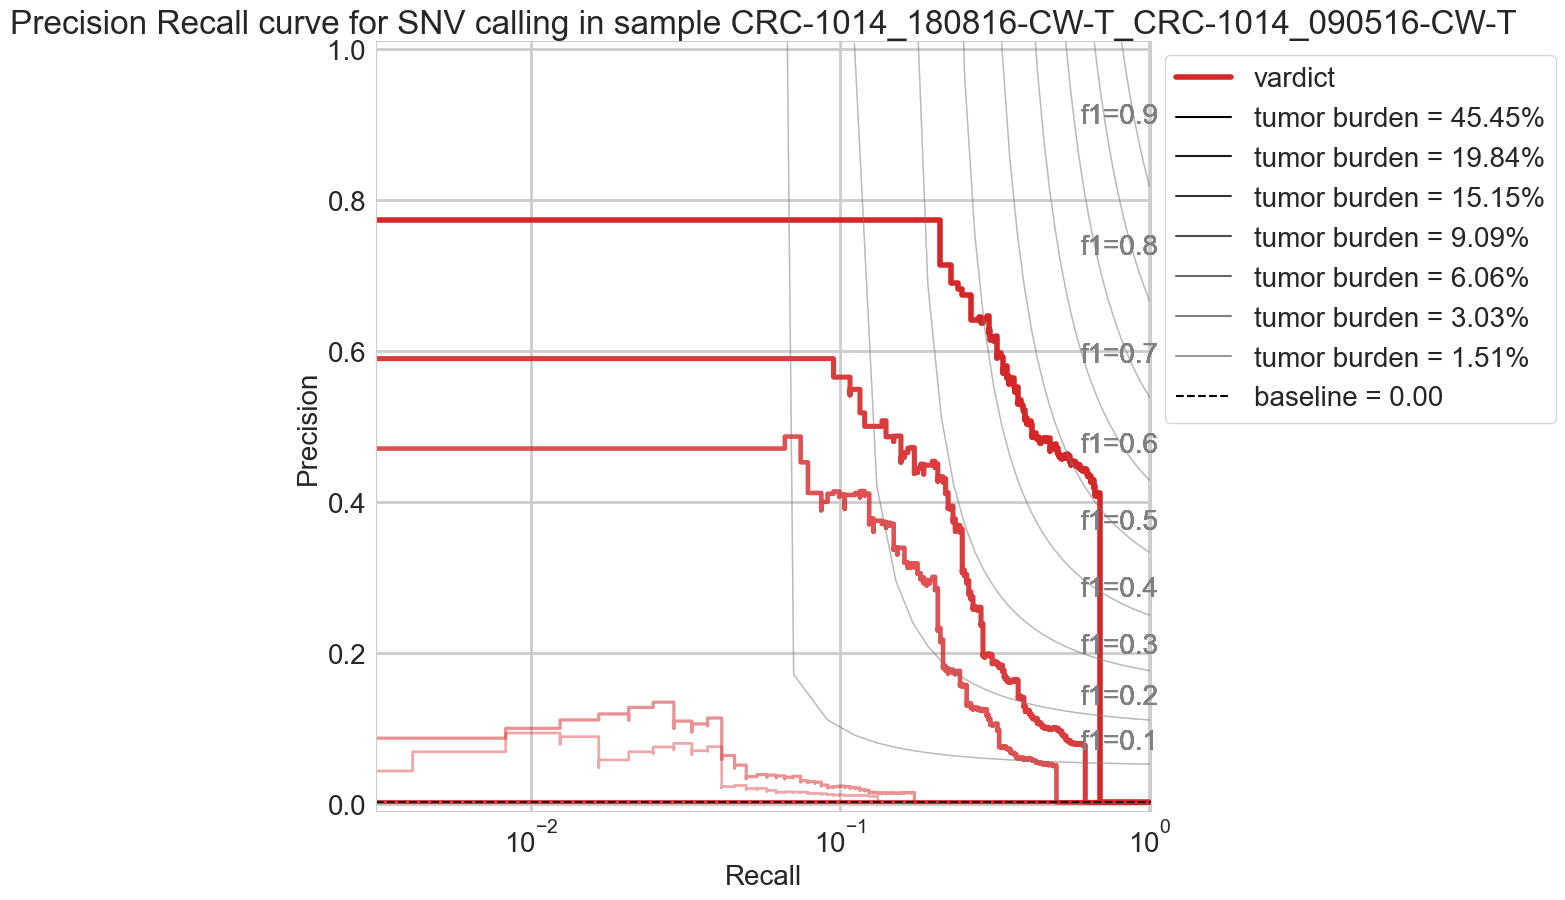 Precision Recall curve for SNV calling in sample CRC-1014_180816-CW-T_CRC-1014_090516-CW-T
1.0
0.8
0.6
0.4
0.2
0.0
Precision
10⁻²
10⁻¹
10⁰
Recall
f1=0.9
f1=0.8
f1=0.7
f1=0.6
f1=0.5
f1=0.4
f1=0.3
f1=0.2
f1=0.1
vardict
tumor burden = 45.45%
tumor burden = 19.84%
tumor burden = 15.15%
tumor burden = 9.09%
tumor burden = 6.06%
tumor burden = 3.03%
tumor burden = 1.51%
baseline = 0.00